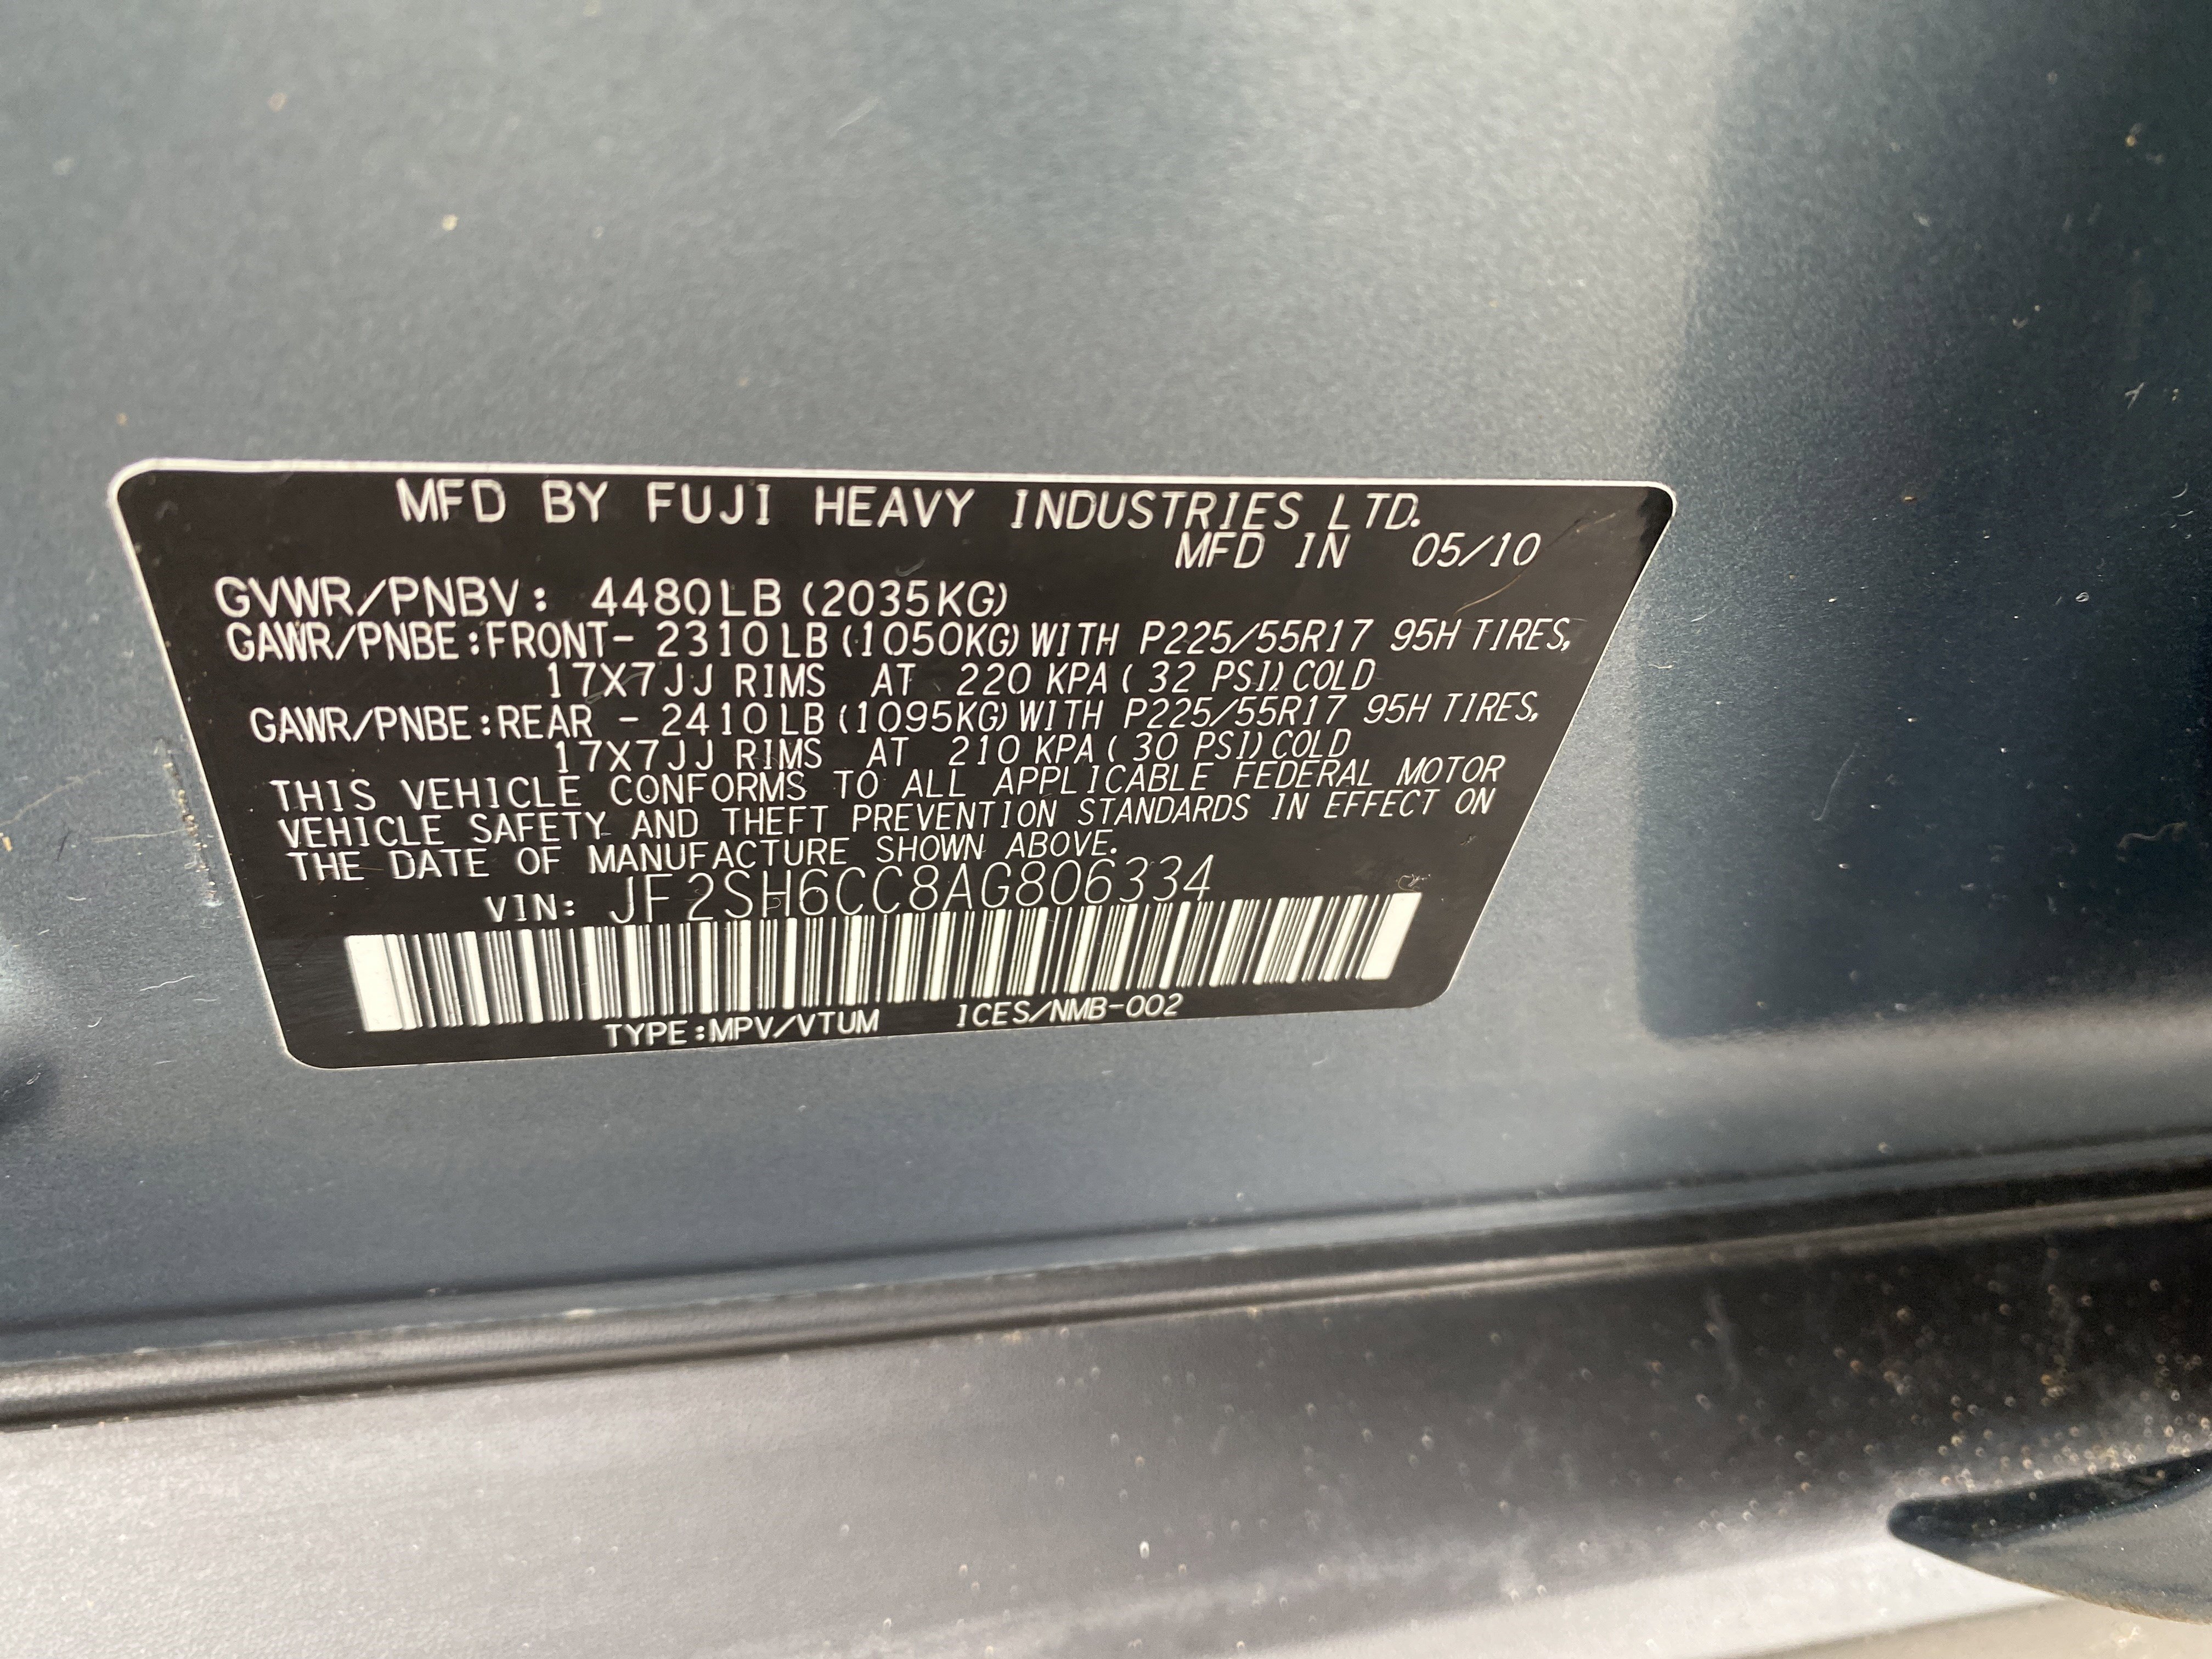 MFD BY FUJI HEAVY INDUSTRIES LTD.
MFD IN 05/10
GVWR/PNBV: 4480LB (2035KG)
GAWR/PNBE:FRONT- 2310LB (1050KG) WITH P225/55R17 95H TIRES,
17X7JJ RIMS AT 220 KPA ( 32 PSI) COLD
GAWR/PNBE:REAR - 2410LB (1095KG) WITH P225/55R17 95H TIRES,
17X7JJ RIMS AT 210 KPA ( 30 PSI) COLD
THIS VEHICLE CONFORMS TO ALL APPLICABLE FEDERAL MOTOR
VEHICLE SAFETY AND THEFT PREVENTION STANDARDS IN EFFECT ON
THE DATE OF MANUFACTURE SHOWN ABOVE.
VIN: JF2SH6CC8AG806334
TYPE:MPV/VTUM ICES/NMB-002